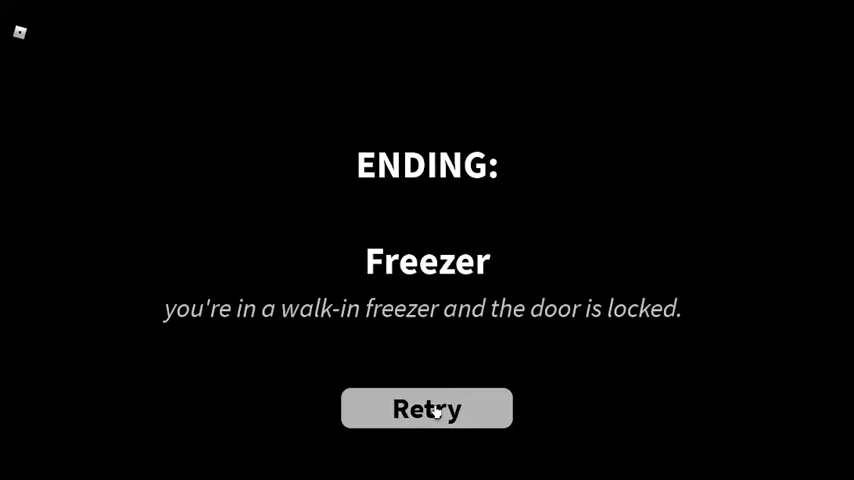 ENDING:
Freezer
you're in a walk-in freezer and the door is locked.
Retry